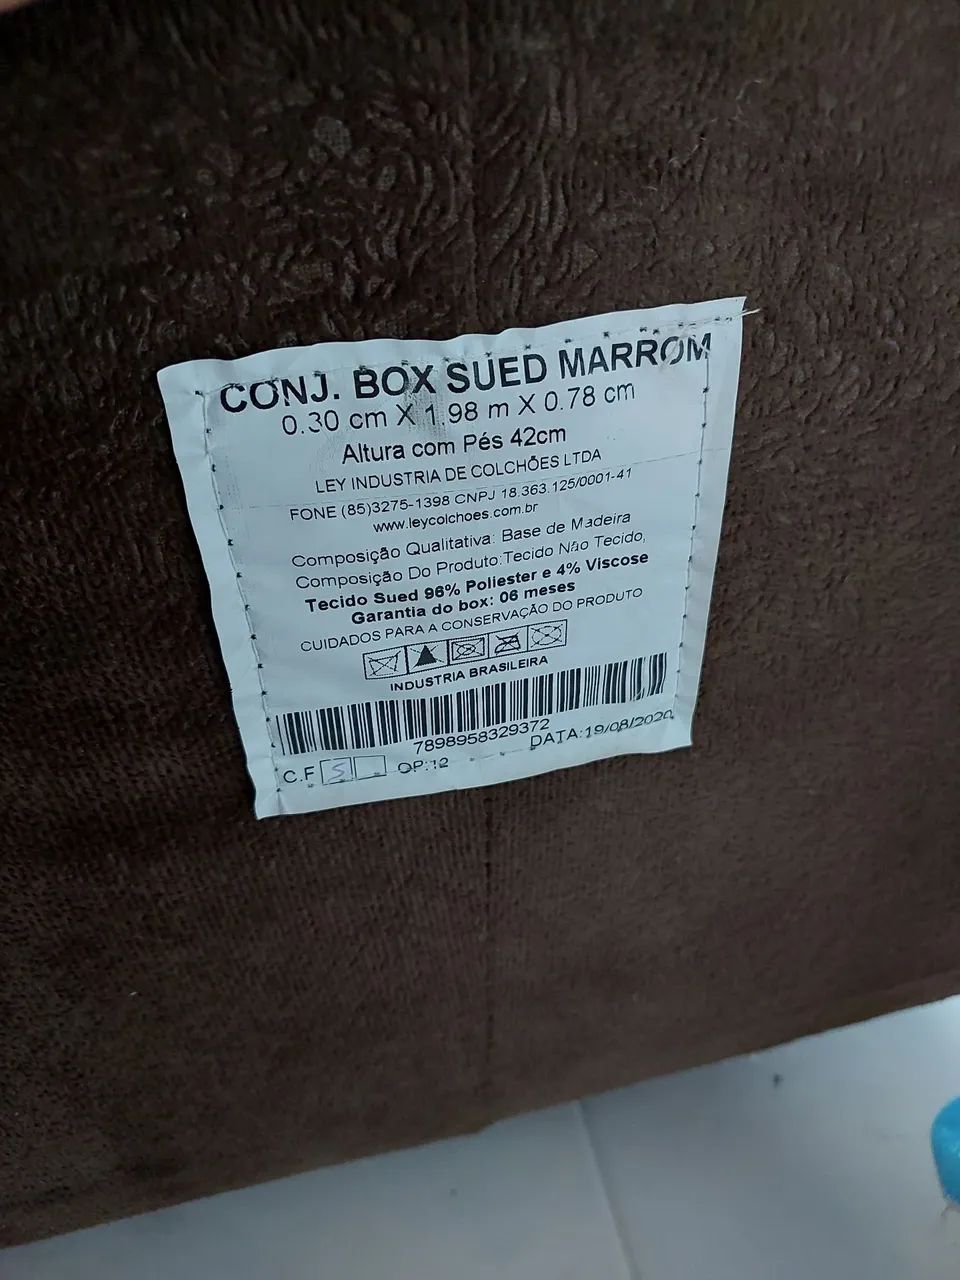 CONJ. BOX SUED MARROM
0.30 cm X 1.98 m X 0.78 cm
Altura com Pés 42cm
LEY INDUSTRIA DE COLCHÕES LTDA
FONE (85)3275-1398 CNPJ 18.363.125/0001-41
www.leycolchoes.com.br
Composição Qualitativa: Base de Madeira
Composição Do Produto:Tecido Não Tecido,
Tecido Sued 96% Poliester e 4% Viscose
Garantia do box: 06 meses
CUIDADOS PARA A CONSERVAÇÃO DO PRODUTO
INDUSTRIA BRASILEIRA
7898958329372
C.F 5 OP:12 DATA:19/08/2020